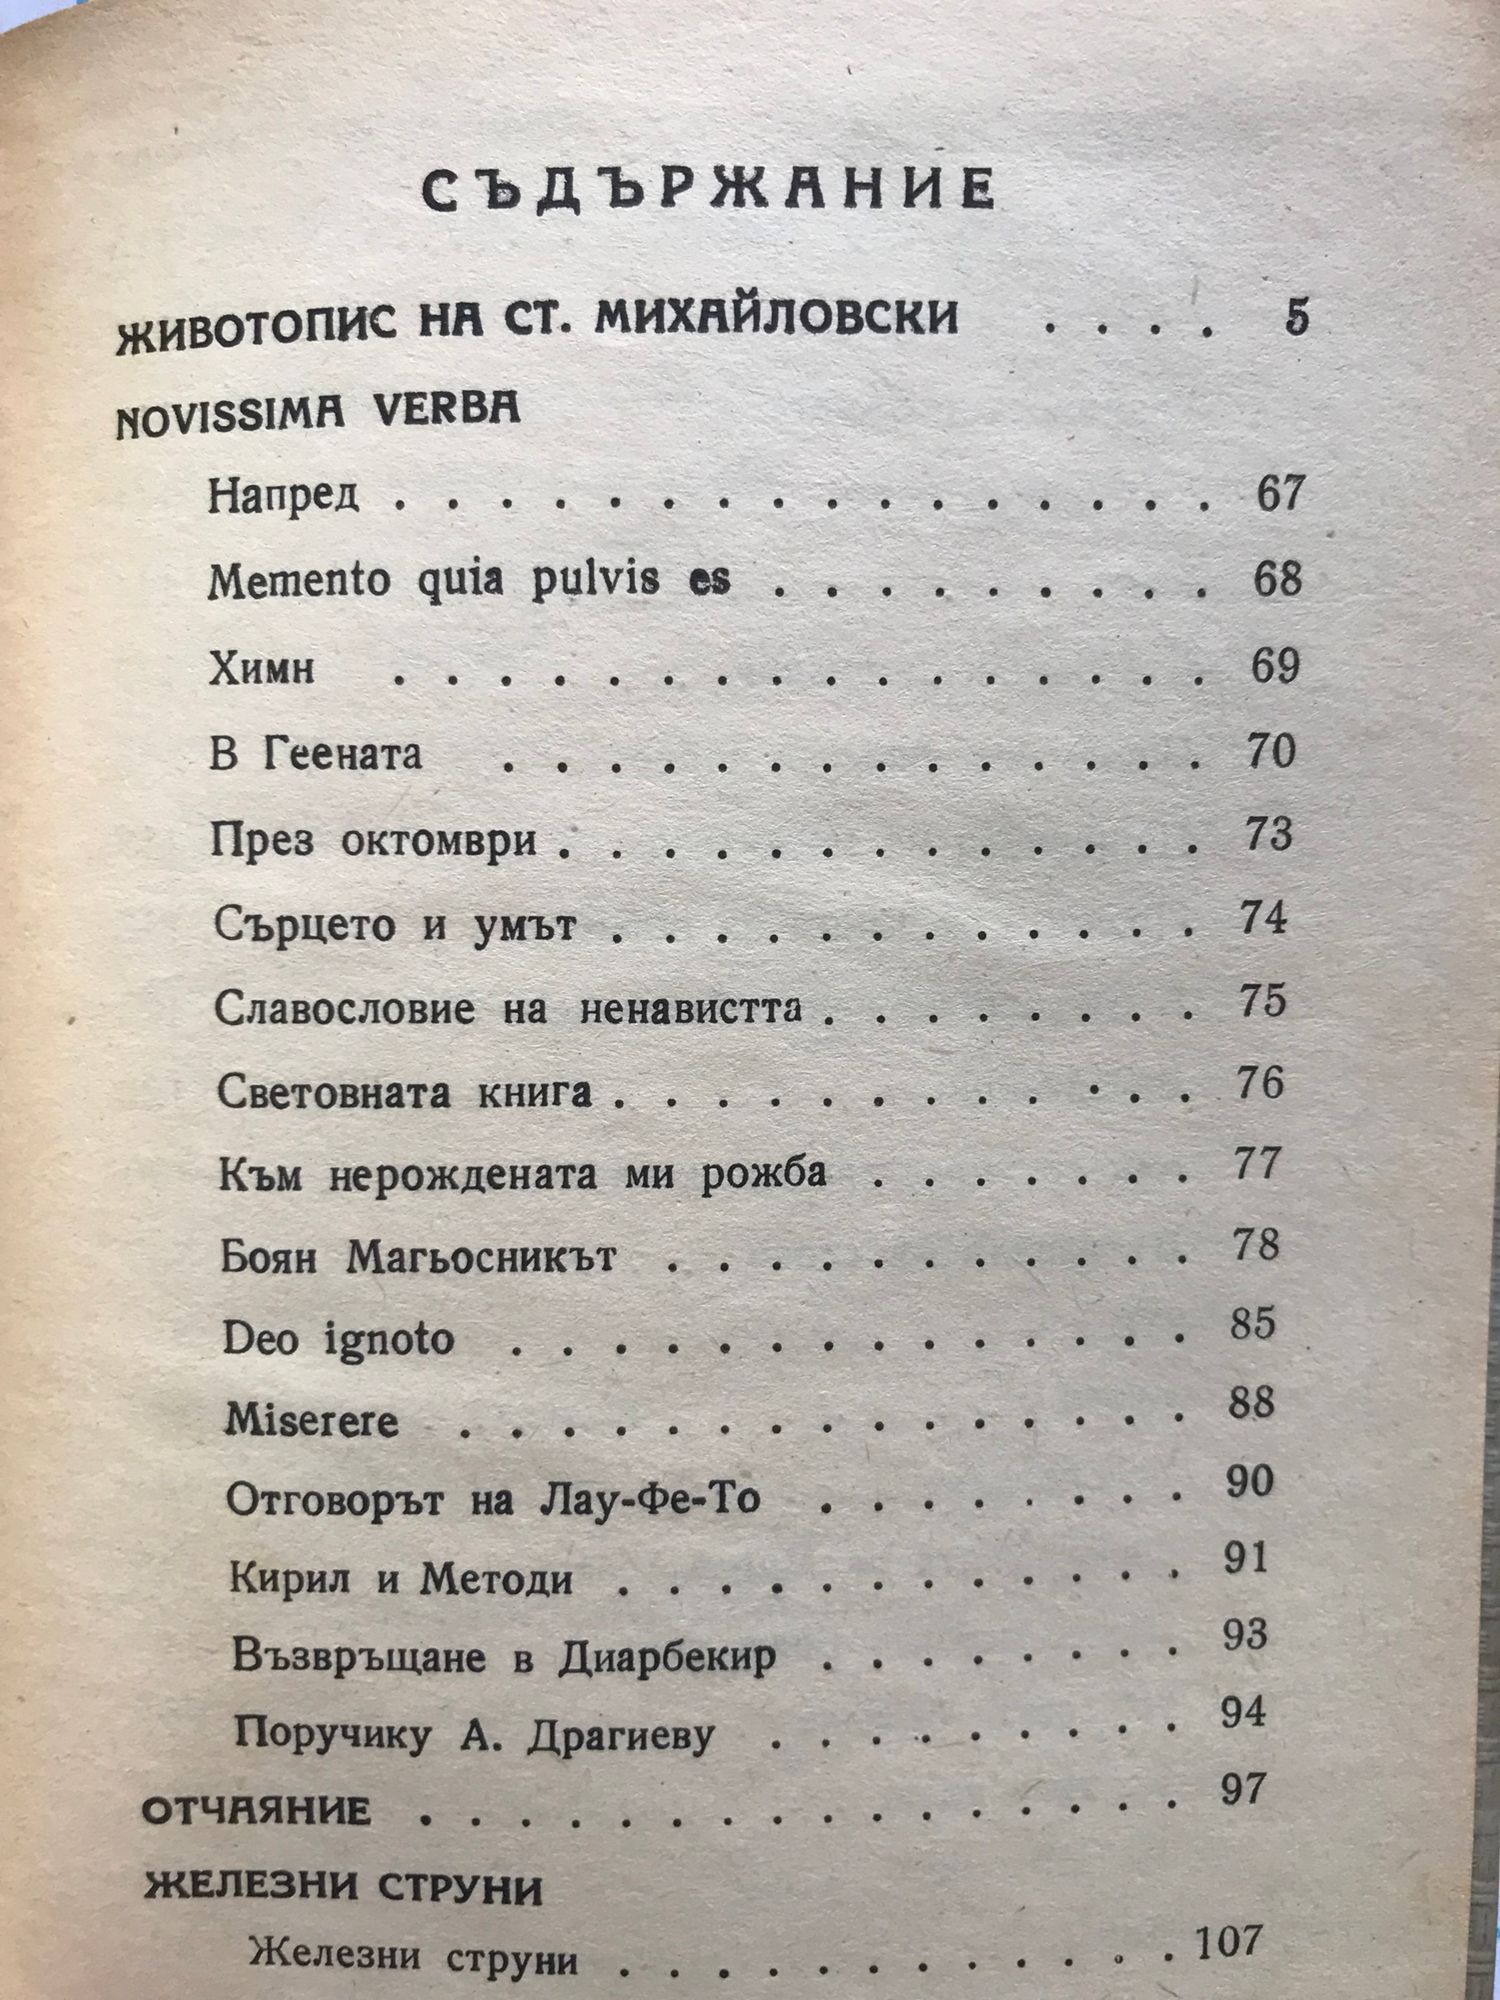 СЪДЪРЖАНИЕ
ЖИВОТОПИС НА СТ. МИХАЙЛОВСКИ . . . . 5
NOVISSIMA VERBA
Напред . . . . . . . . . . . . . . . . 67
Memento quia pulvis es . . . . . . . . . 68
Химн . . . . . . . . . . . . . . . . 69
В Геената . . . . . . . . . . . . . . 70
През октомври . . . . . . . . . . . . . 73
Сърцето и умът . . . . . . . . . . . . 74
Славословие на ненавистта . . . . . . . . 75
Световната книга . . . . . . . . . . . . 76
Към нерождената ми рожба . . . . . . . 77
Боян Магьосникът . . . . . . . . . . . 78
Deo ignoto . . . . . . . . . . . . . . 85
Miserere . . . . . . . . . . . . . . . 88
Отговорът на Лау-Фе-То . . . . . . . . 90
Кирил и Методи . . . . . . . . . . . . 91
Възвръщане в Диарбекир . . . . . . . . 93
Поручику А. Драгиеву . . . . . . . . . 94
ОТЧАЯНИЕ . . . . . . . . . . . . . . . . 97
ЖЕЛЕЗНИ СТРУНИ
Железни струни . . . . . . . . . . . . 107